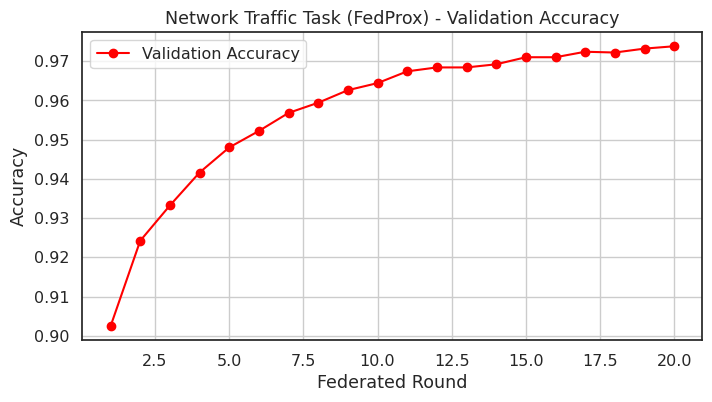 Network Traffic Task (FedProx) - Validation Accuracy
Validation Accuracy
Accuracy
0.97
0.96
0.95
0.94
0.93
0.92
0.91
0.90
2.5 5.0 7.5 10.0 12.5 15.0 17.5 20.0
Federated Round